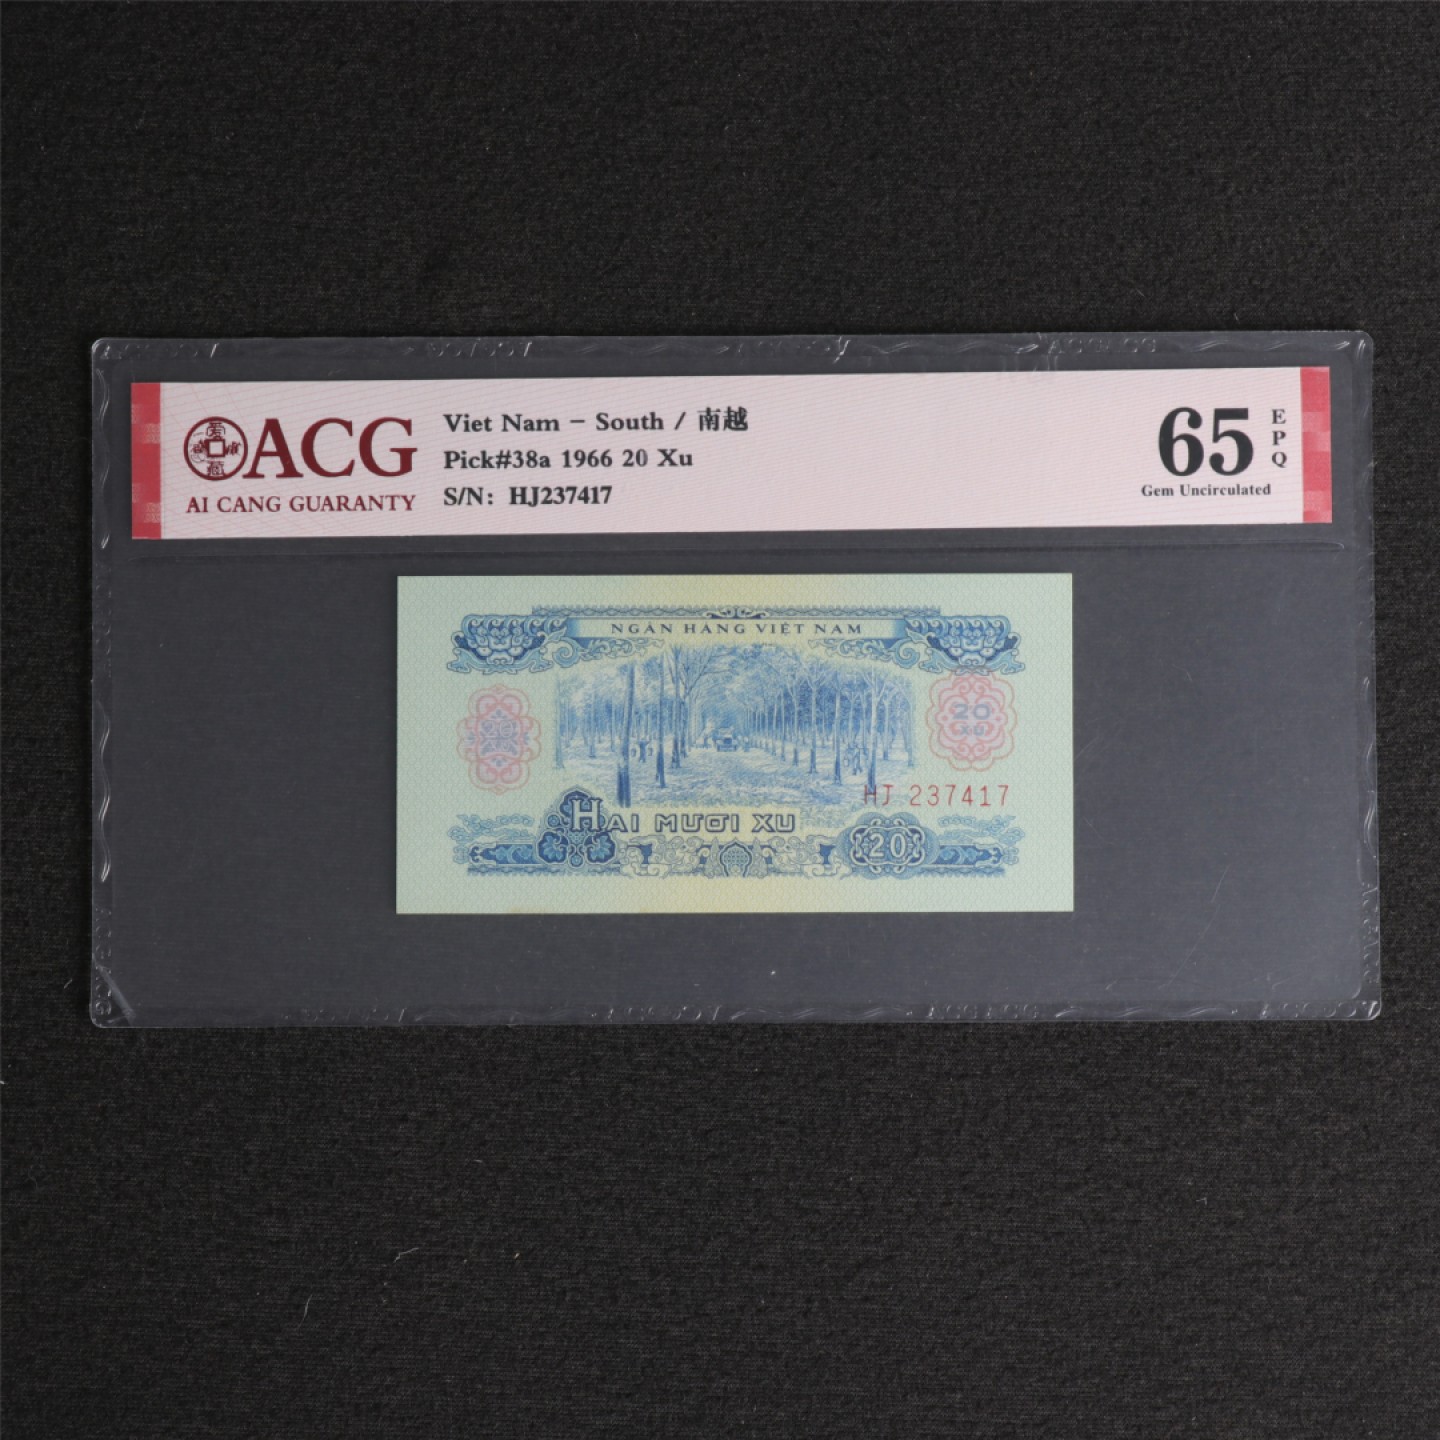 ACG
AI CANG GUARANTY
Viet Nam – South / 南越
Pick#38a 1966 20 Xu
S/N: HJ237417
65
EPQ
Gem Uncirculated
NGÂN HÀNG VIỆT NAM
20
XU
HJ 237417
HAI MƯƠI XU
20